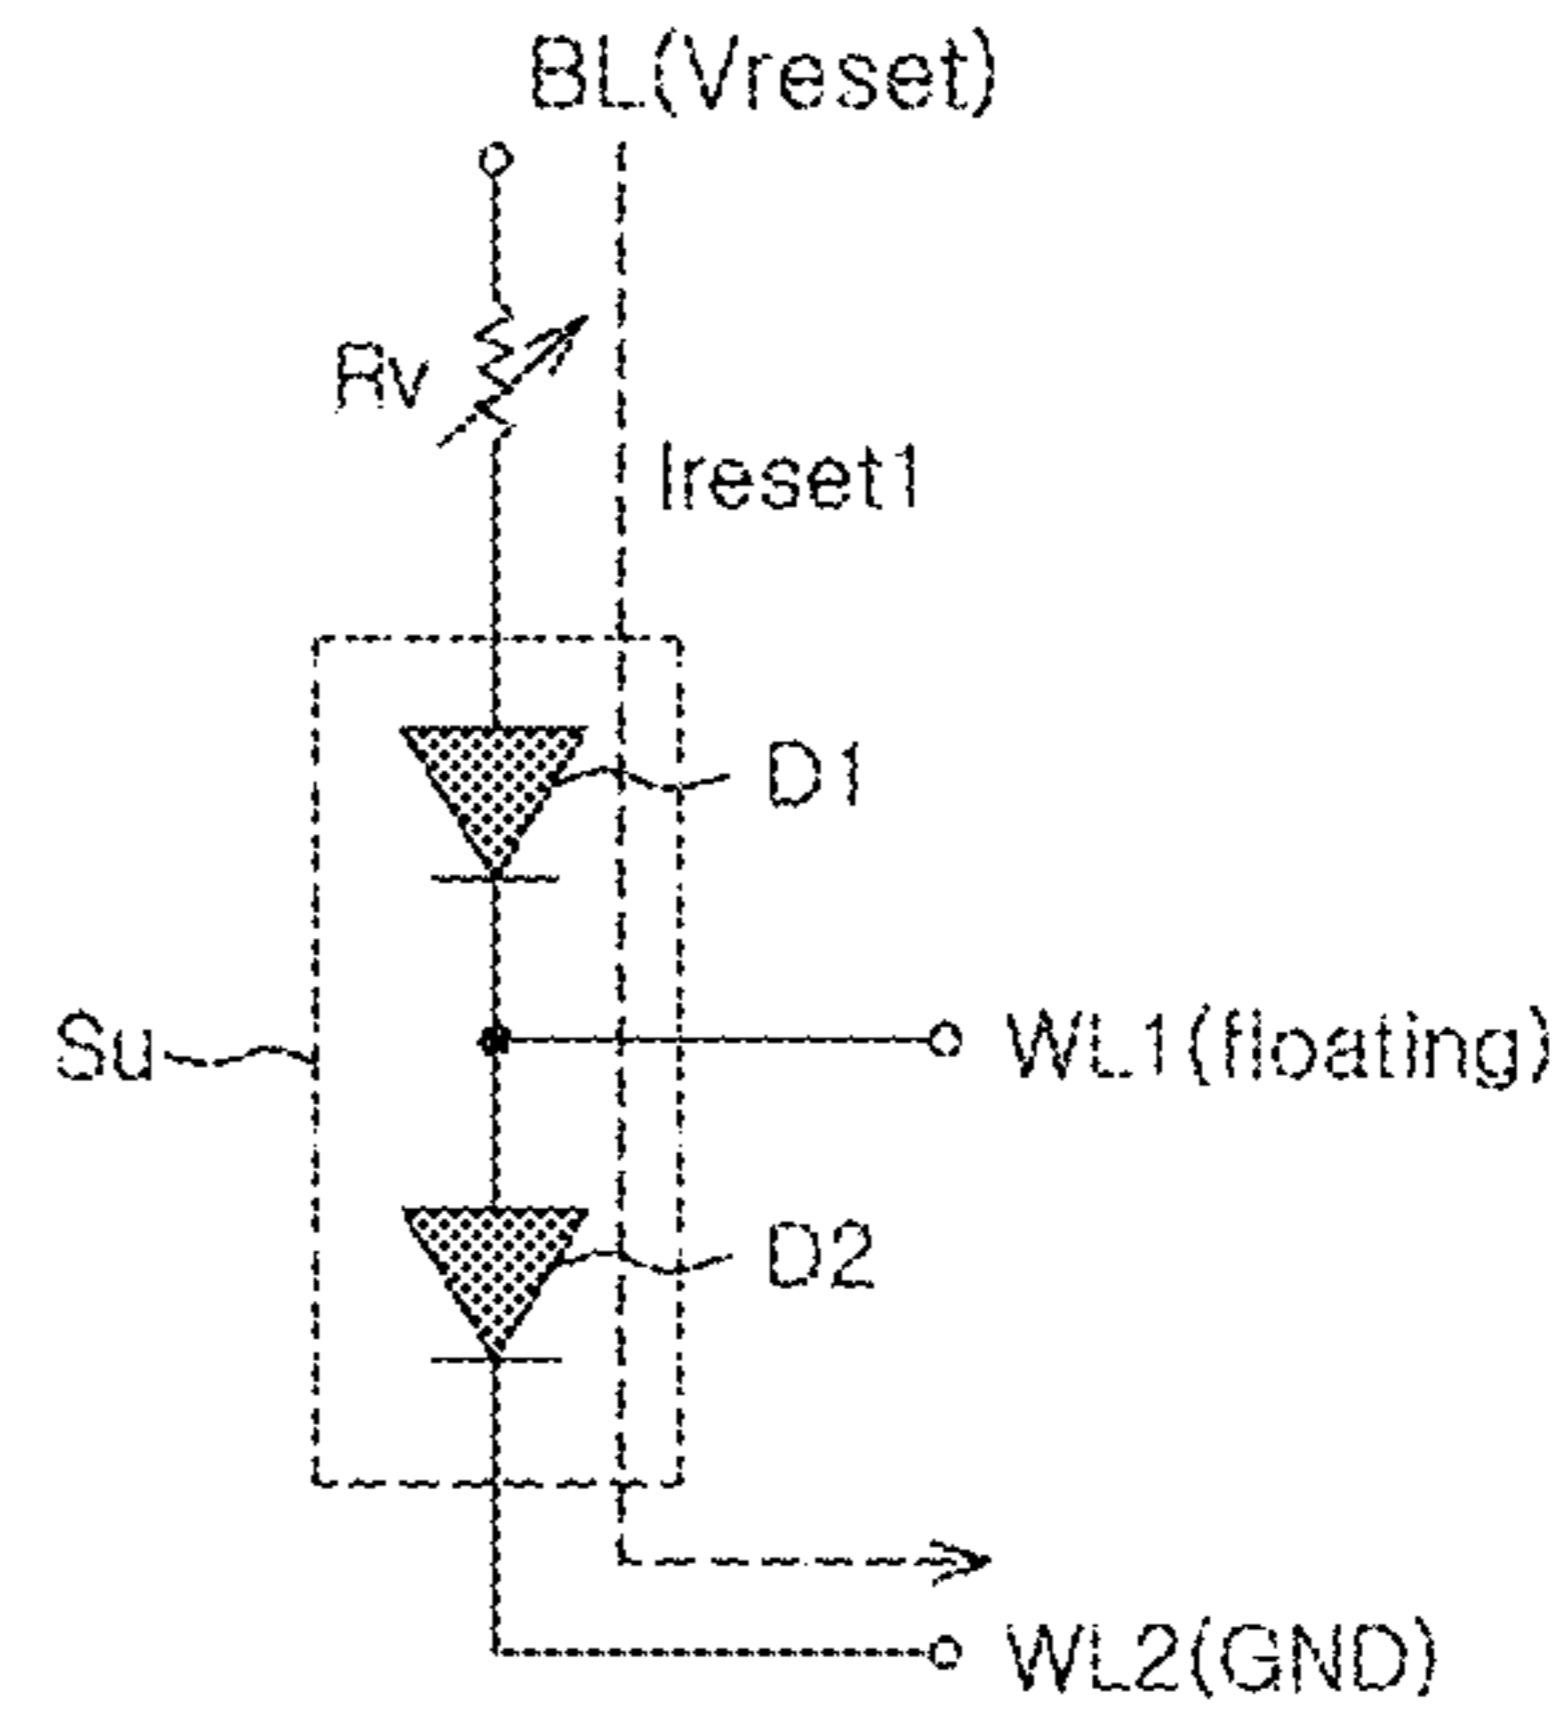 BL(Vreset)
Rv
Ireset1
D1
Su
WL1(floating)
D2
WL2(GND)